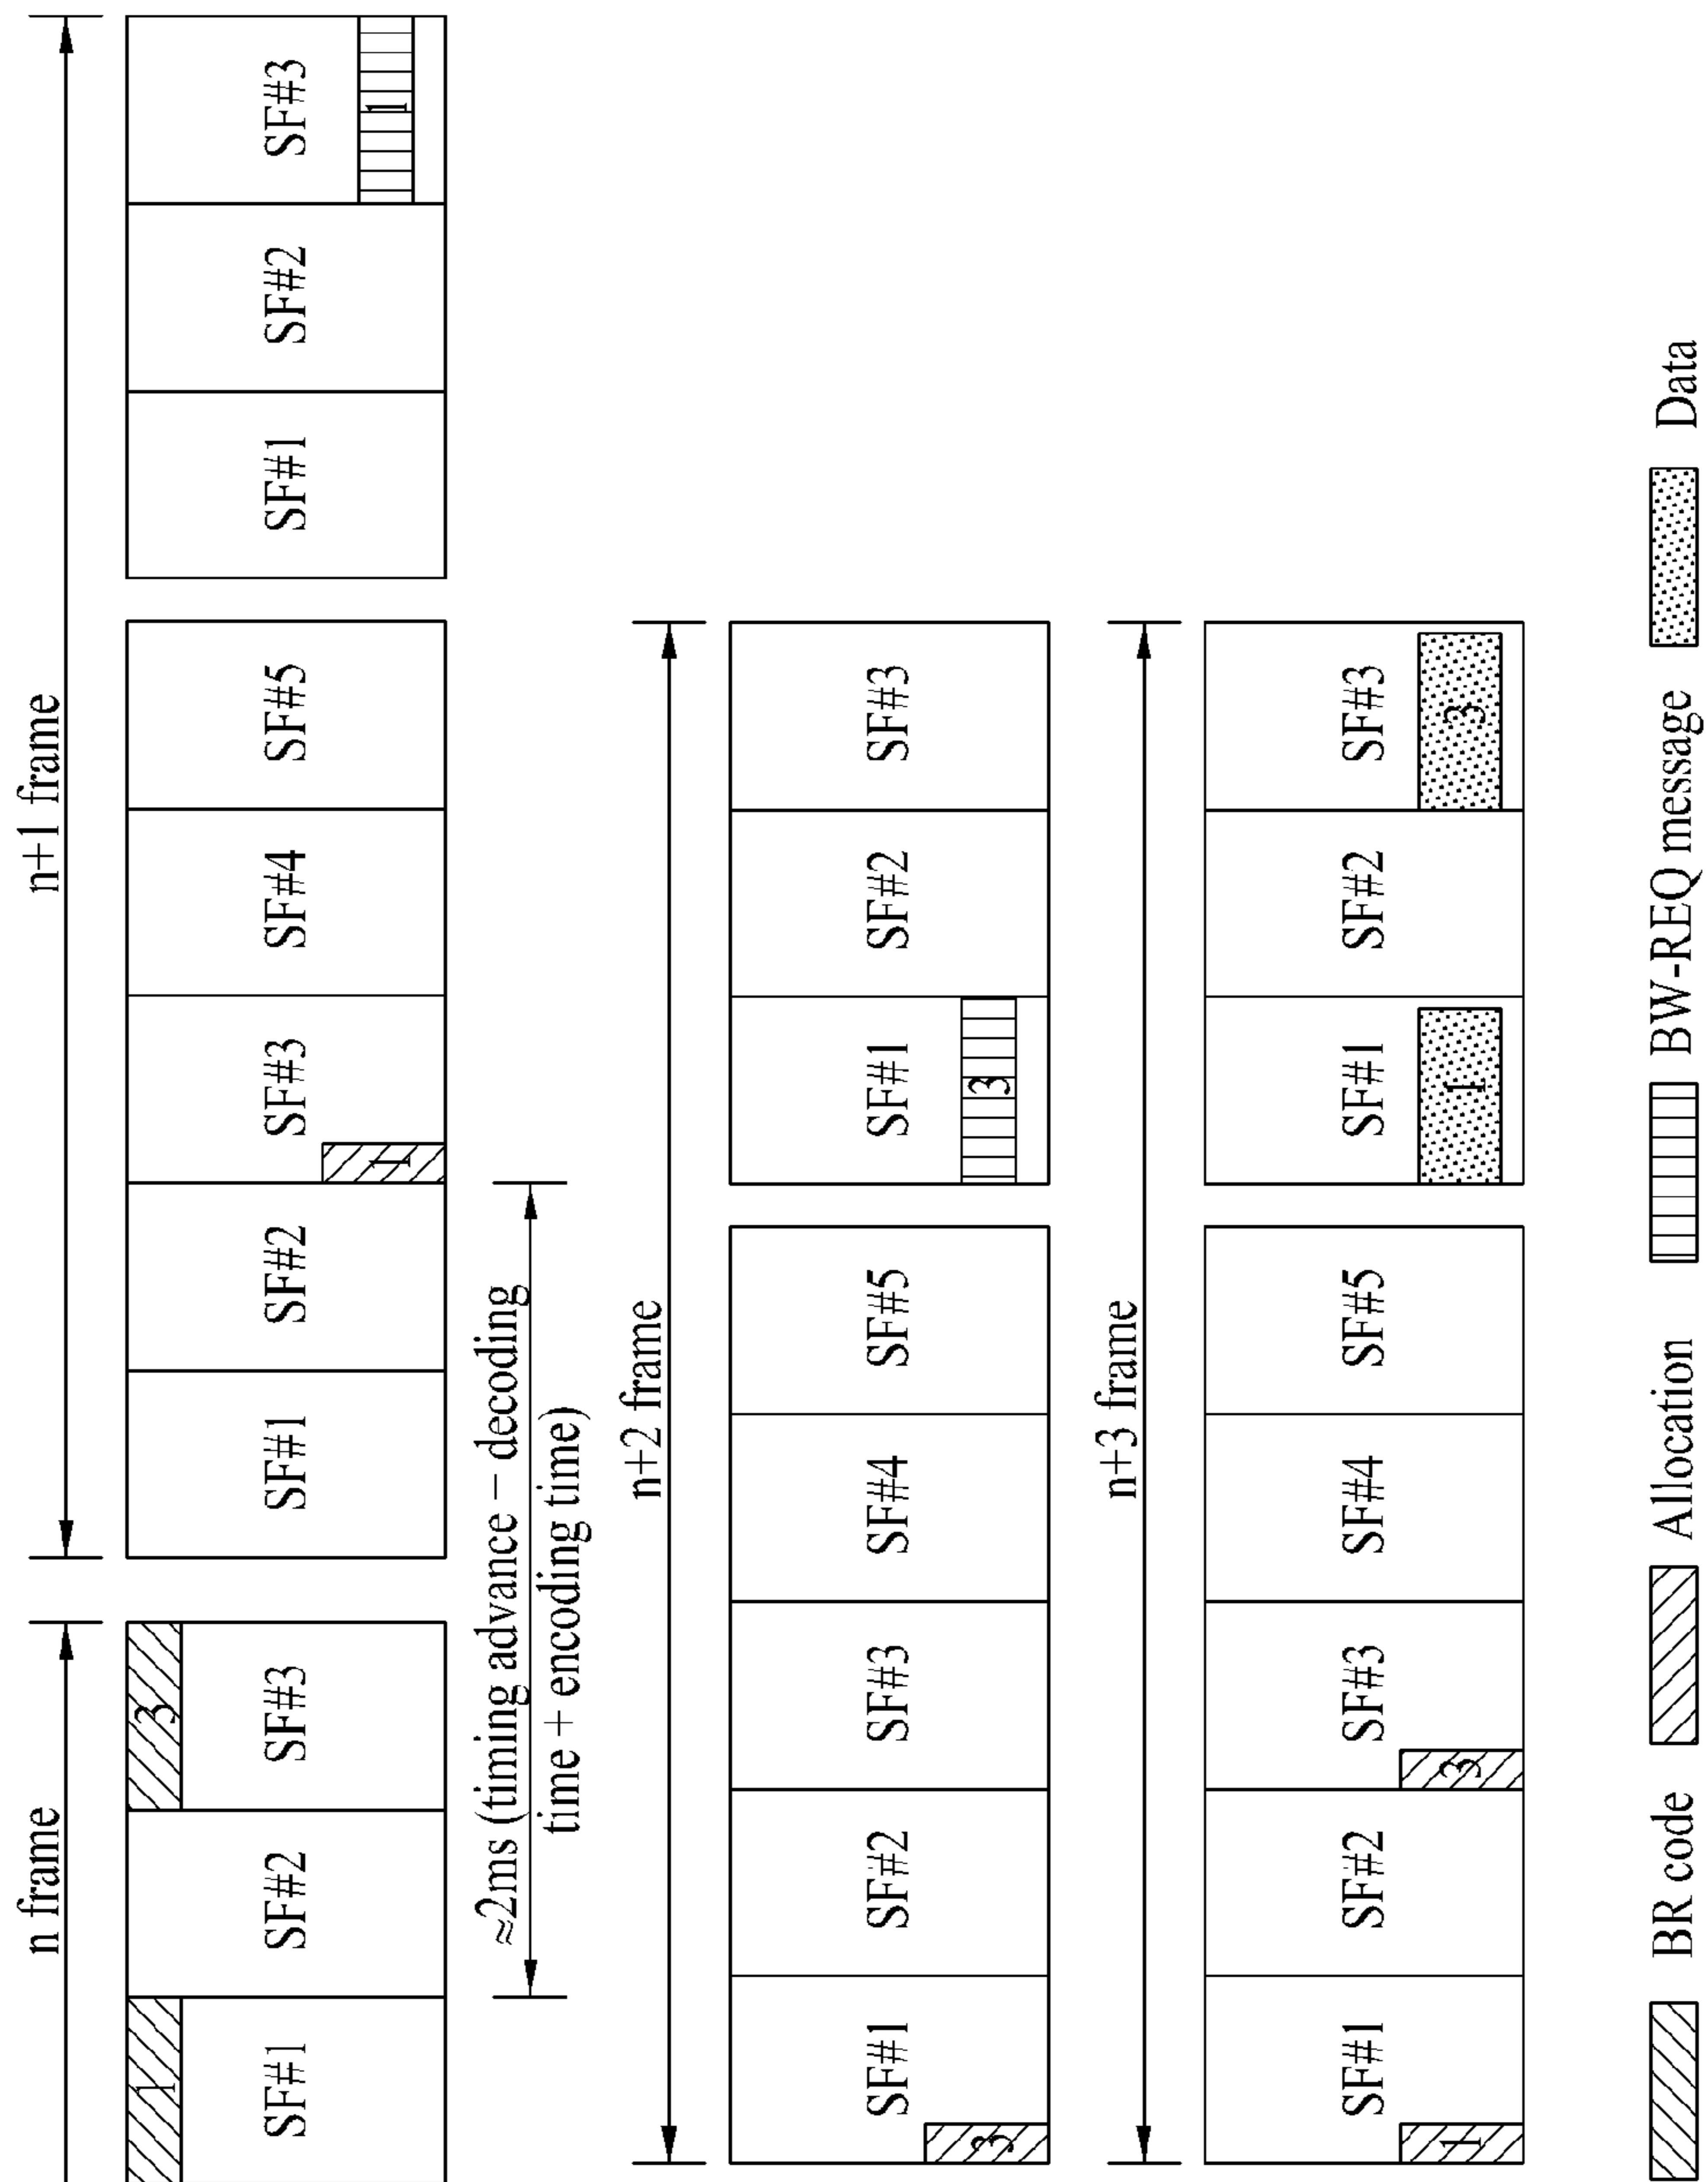 n frame
n+1 frame
1
3
SF#1
SF#2
SF#3
SF#1
SF#2
SF#3
SF#4
SF#5
SF#1
SF#2
SF#3
1
1
≈2ms (timing advance – decoding
time + encoding time)
n+2 frame
SF#1
SF#2
SF#3
SF#4
SF#5
SF#1
SF#2
SF#3
3
3
n+3 frame
SF#1
SF#2
SF#3
SF#4
SF#5
SF#1
SF#2
SF#3
1
3
1
3
BR code
Allocation
BW-REQ message
Data